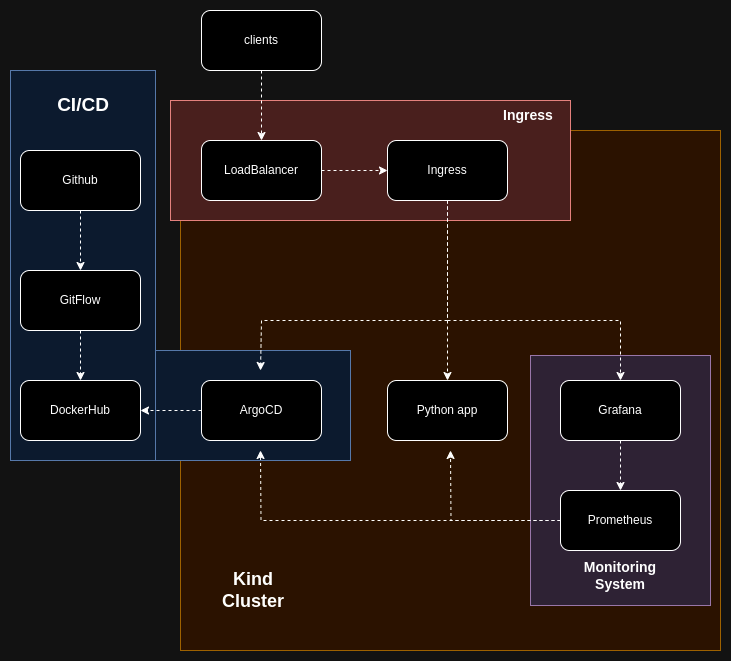 clients
CI/CD
Ingress
Github
LoadBalancer
Ingress
GitFlow
DockerHub
ArgoCD
Python app
Grafana
Prometheus
Monitoring
System
Kind
Cluster